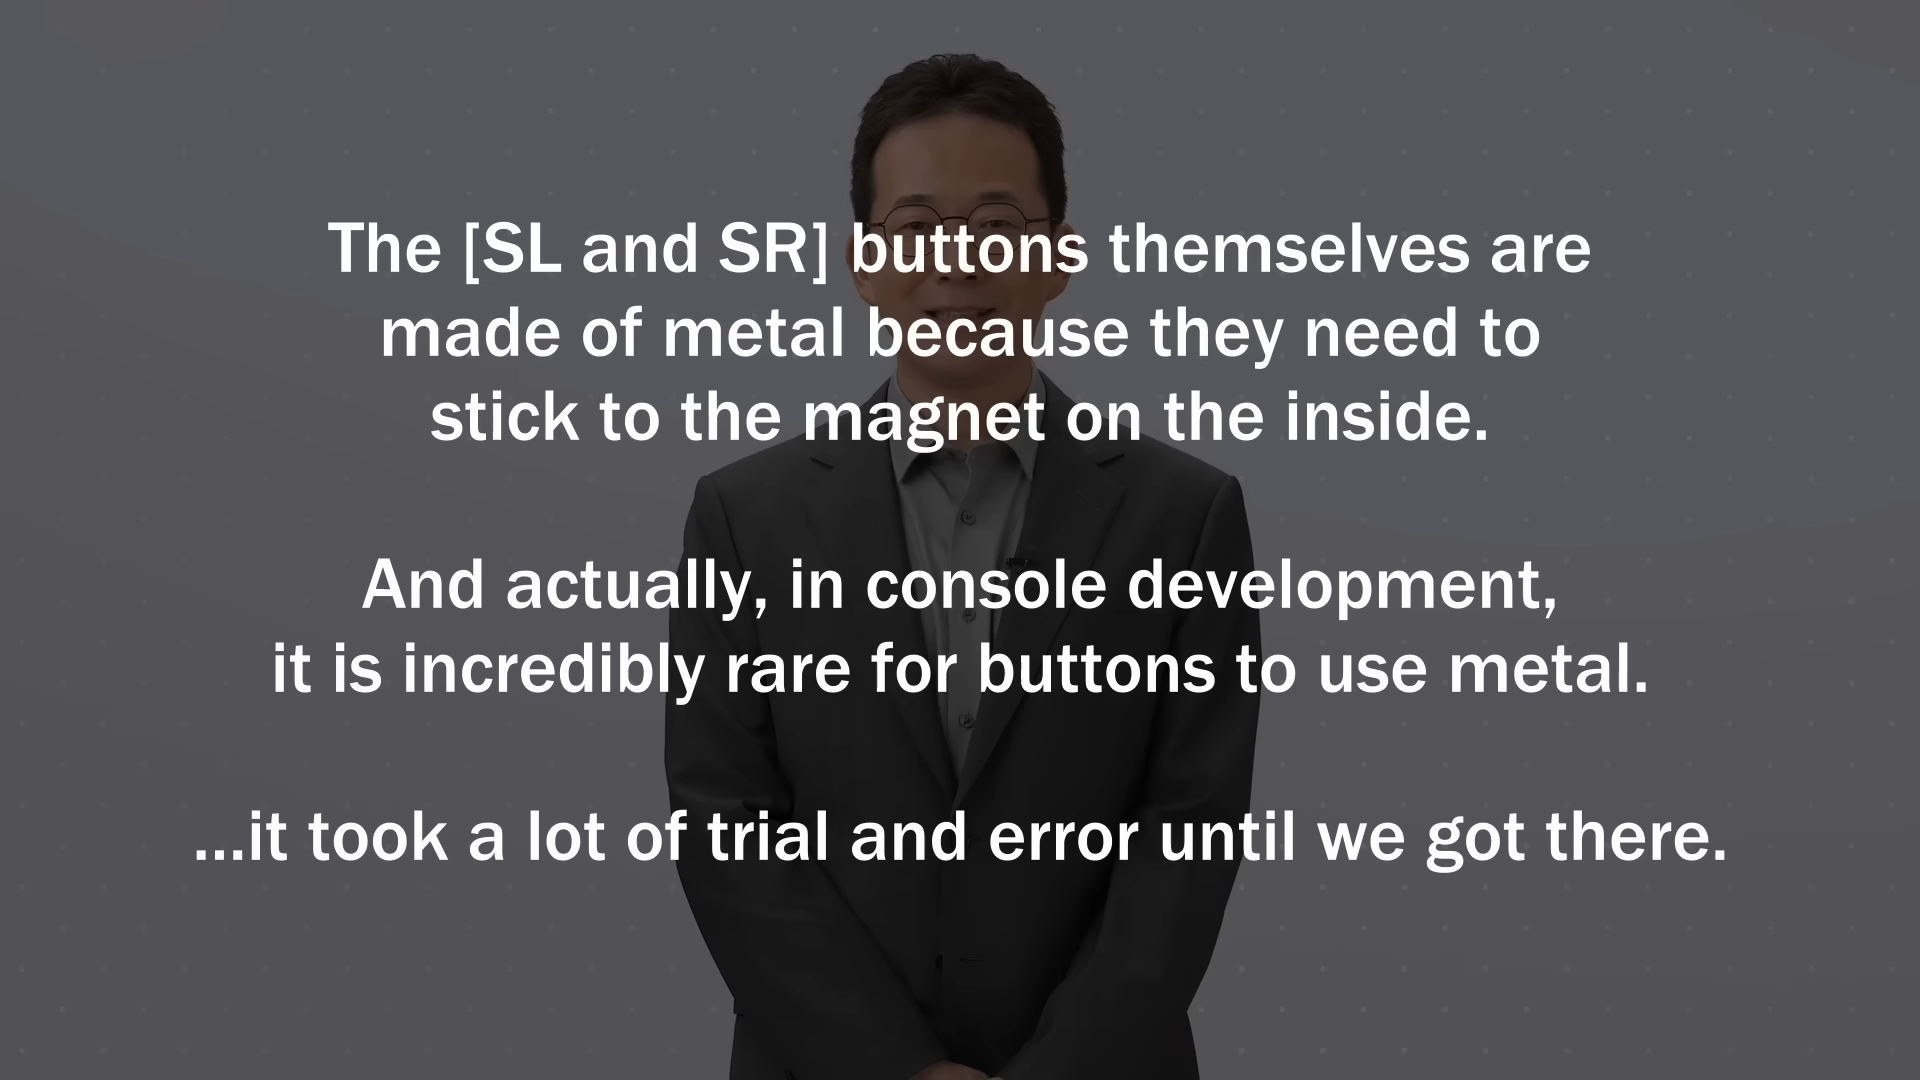 The [SL and SR] buttons themselves are
made of metal because they need to
stick to the magnet on the inside.
And actually, in console development,
it is incredibly rare for buttons to use metal.
...it took a lot of trial and error until we got there.